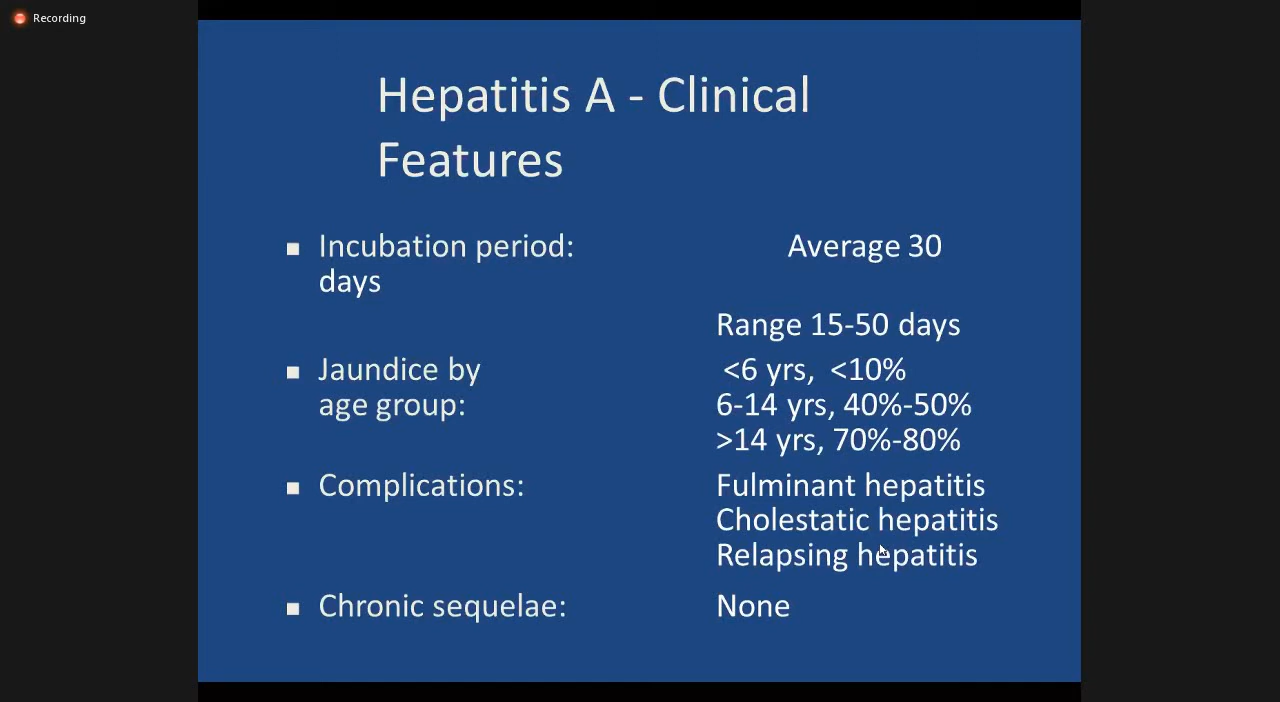 Recording
Hepatitis A - Clinical
Features
■ Incubation period: Average 30
days
Range 15-50 days
■ Jaundice by <6 yrs, <10%
age group: 6-14 yrs, 40%-50%
>14 yrs, 70%-80%
■ Complications: Fulminant hepatitis
Cholestatic hepatitis
Relapsing hepatitis
■ Chronic sequelae: None